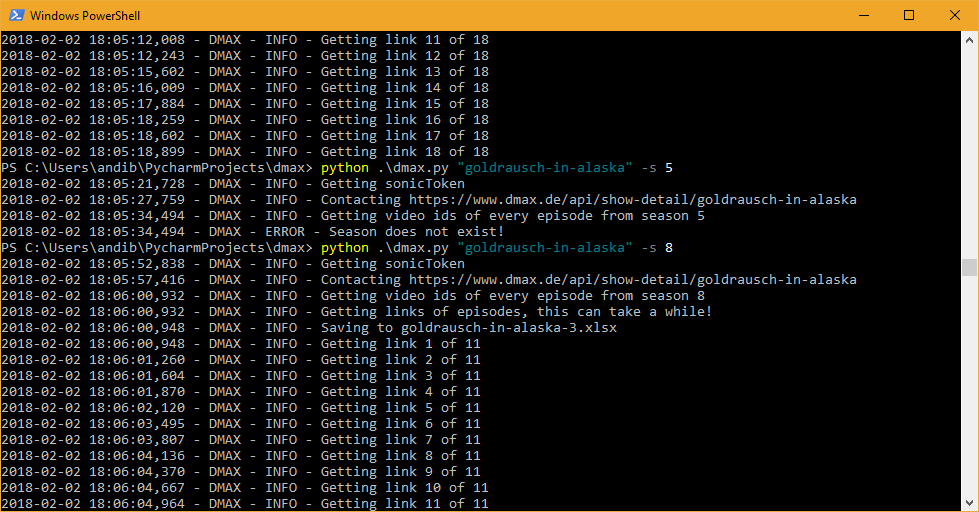 Windows PowerShell
2018-02-02 18:05:12,008 - DMAX - INFO - Getting link 11 of 18
2018-02-02 18:05:12,243 - DMAX - INFO - Getting link 12 of 18
2018-02-02 18:05:15,602 - DMAX - INFO - Getting link 13 of 18
2018-02-02 18:05:16,009 - DMAX - INFO - Getting link 14 of 18
2018-02-02 18:05:17,884 - DMAX - INFO - Getting link 15 of 18
2018-02-02 18:05:18,259 - DMAX - INFO - Getting link 16 of 18
2018-02-02 18:05:18,602 - DMAX - INFO - Getting link 17 of 18
2018-02-02 18:05:18,899 - DMAX - INFO - Getting link 18 of 18
PS C:\Users\andib\PycharmProjects\dmax> python .\dmax.py "goldrausch-in-alaska" -s 5
2018-02-02 18:05:21,728 - DMAX - INFO - Getting sonicToken
2018-02-02 18:05:27,759 - DMAX - INFO - Contacting https://www.dmax.de/api/show-detail/goldrausch-in-alaska
2018-02-02 18:05:34,494 - DMAX - INFO - Getting video ids of every episode from season 5
2018-02-02 18:05:34,494 - DMAX - ERROR - Season does not exist!
PS C:\Users\andib\PycharmProjects\dmax> python .\dmax.py "goldrausch-in-alaska" -s 8
2018-02-02 18:05:52,838 - DMAX - INFO - Getting sonicToken
2018-02-02 18:05:57,416 - DMAX - INFO - Contacting https://www.dmax.de/api/show-detail/goldrausch-in-alaska
2018-02-02 18:06:00,932 - DMAX - INFO - Getting video ids of every episode from season 8
2018-02-02 18:06:00,932 - DMAX - INFO - Getting links of episodes, this can take a while!
2018-02-02 18:06:00,948 - DMAX - INFO - Saving to goldrausch-in-alaska-3.xlsx
2018-02-02 18:06:00,948 - DMAX - INFO - Getting link 1 of 11
2018-02-02 18:06:01,260 - DMAX - INFO - Getting link 2 of 11
2018-02-02 18:06:01,604 - DMAX - INFO - Getting link 3 of 11
2018-02-02 18:06:01,870 - DMAX - INFO - Getting link 4 of 11
2018-02-02 18:06:02,120 - DMAX - INFO - Getting link 5 of 11
2018-02-02 18:06:03,495 - DMAX - INFO - Getting link 6 of 11
2018-02-02 18:06:03,807 - DMAX - INFO - Getting link 7 of 11
2018-02-02 18:06:04,136 - DMAX - INFO - Getting link 8 of 11
2018-02-02 18:06:04,370 - DMAX - INFO - Getting link 9 of 11
2018-02-02 18:06:04,667 - DMAX - INFO - Getting link 10 of 11
2018-02-02 18:06:04,964 - DMAX - INFO - Getting link 11 of 11